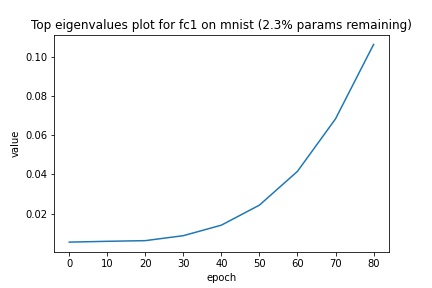 Top eigenvalues plot for fc1 on mnist (2.3% params remaining)
0.10
0.08
0.06
0.04
0.02
value
0 10 20 30 40 50 60 70 80
epoch